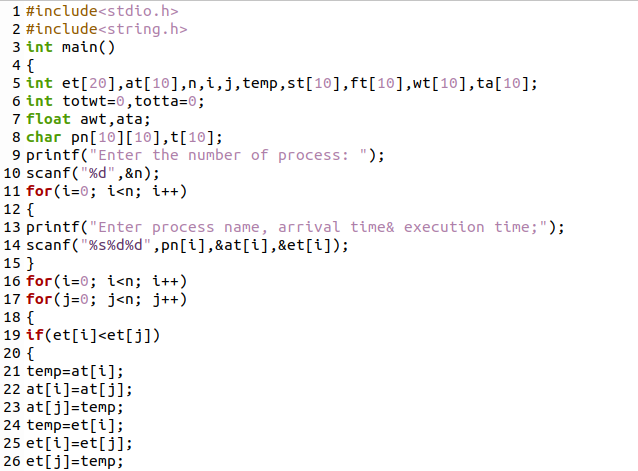 1 #include<stdio.h>
2 #include<string.h>
3 int main()
4 {
5 int et[20],at[10],n,i,j,temp,st[10],ft[10],wt[10],ta[10];
6 int totwt=0,totta=0;
7 float awt,ata;
8 char pn[10][10],t[10];
9 printf("Enter the number of process: ");
10 scanf("%d",&n);
11 for(i=0; i<n; i++)
12 {
13 printf("Enter process name, arrival time& execution time;");
14 scanf("%s%d%d",pn[i],&at[i],&et[i]);
15 }
16 for(i=0; i<n; i++)
17 for(j=0; j<n; j++)
18 {
19 if(et[i]<et[j])
20 {
21 temp=at[i];
22 at[i]=at[j];
23 at[j]=temp;
24 temp=et[i];
25 et[i]=et[j];
26 et[j]=temp;